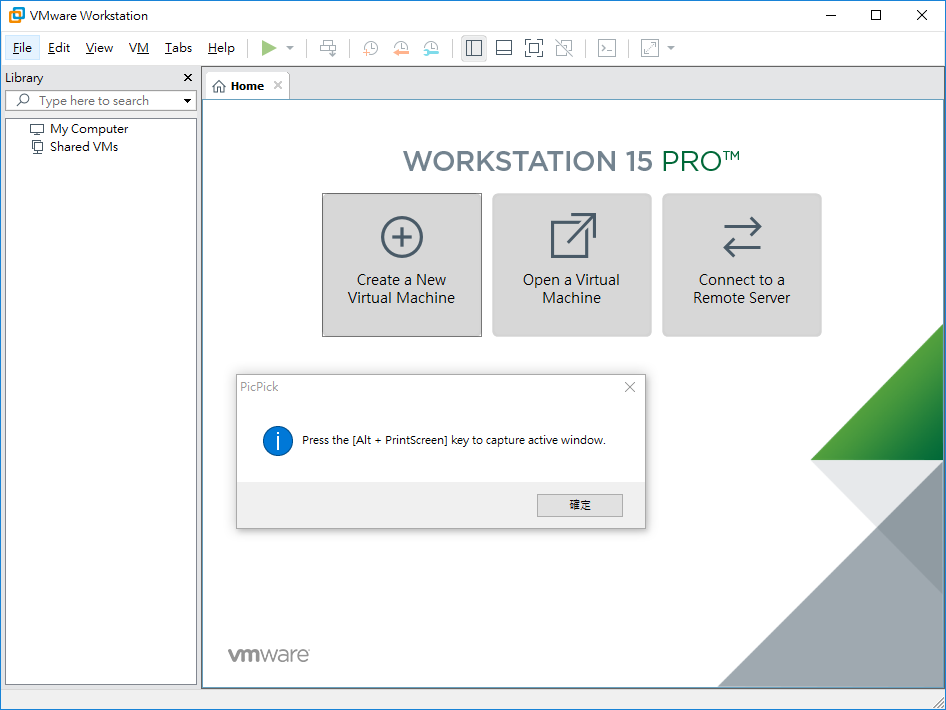 VMware Workstation
File Edit View VM Tabs Help
Library
Type here to search
My Computer
Shared VMs
Home
WORKSTATION 15 PRO™
Create a New
Virtual Machine
Open a Virtual
Machine
Connect to a
Remote Server
PicPick
Press the [Alt + PrintScreen] key to capture active window.
確定
vmware